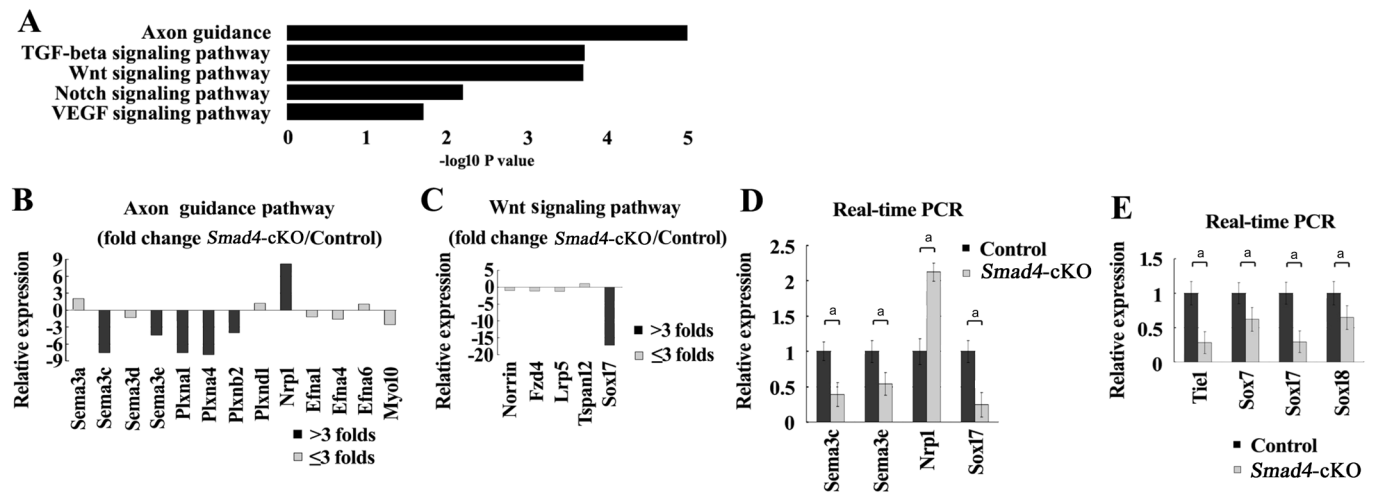 A
Axon guidance
TGF-beta signaling pathway
Wnt signaling pathway
Notch signaling pathway
VEGF signaling pathway
0 1 2 3 4 5
-log10 P value
B
Axon guidance pathway
(fold change Smad4-cKO/Control)
Relative expression
9
6
3
0
-3
-6
-9
Sema3a
Sema3c
Sema3d
Sema3e
Plxna1
Plxna4
Plxnb2
Plxnd1
Nrp1
Efna1
Efna4
Efna6
Myo10
>3 folds
≤3 folds
C
Wnt signaling pathway
(fold change Smad4-cKO/Control)
Relative expression
5
0
-5
-10
-15
-20
Norrin
Fzd4
Lrp5
Tspan12
Sox17
>3 folds
≤3 folds
D
Real-time PCR
Relative expression
2.5
2
1.5
1
0.5
0
a a a a
Control
Smad4-cKO
Sema3c
Sema3e
Nrp1
Sox17
E
Real-time PCR
Relative expression
1.5
1
0.5
0
a a a a
Tie1
Sox7
Sox17
Sox18
Control
Smad4-cKO